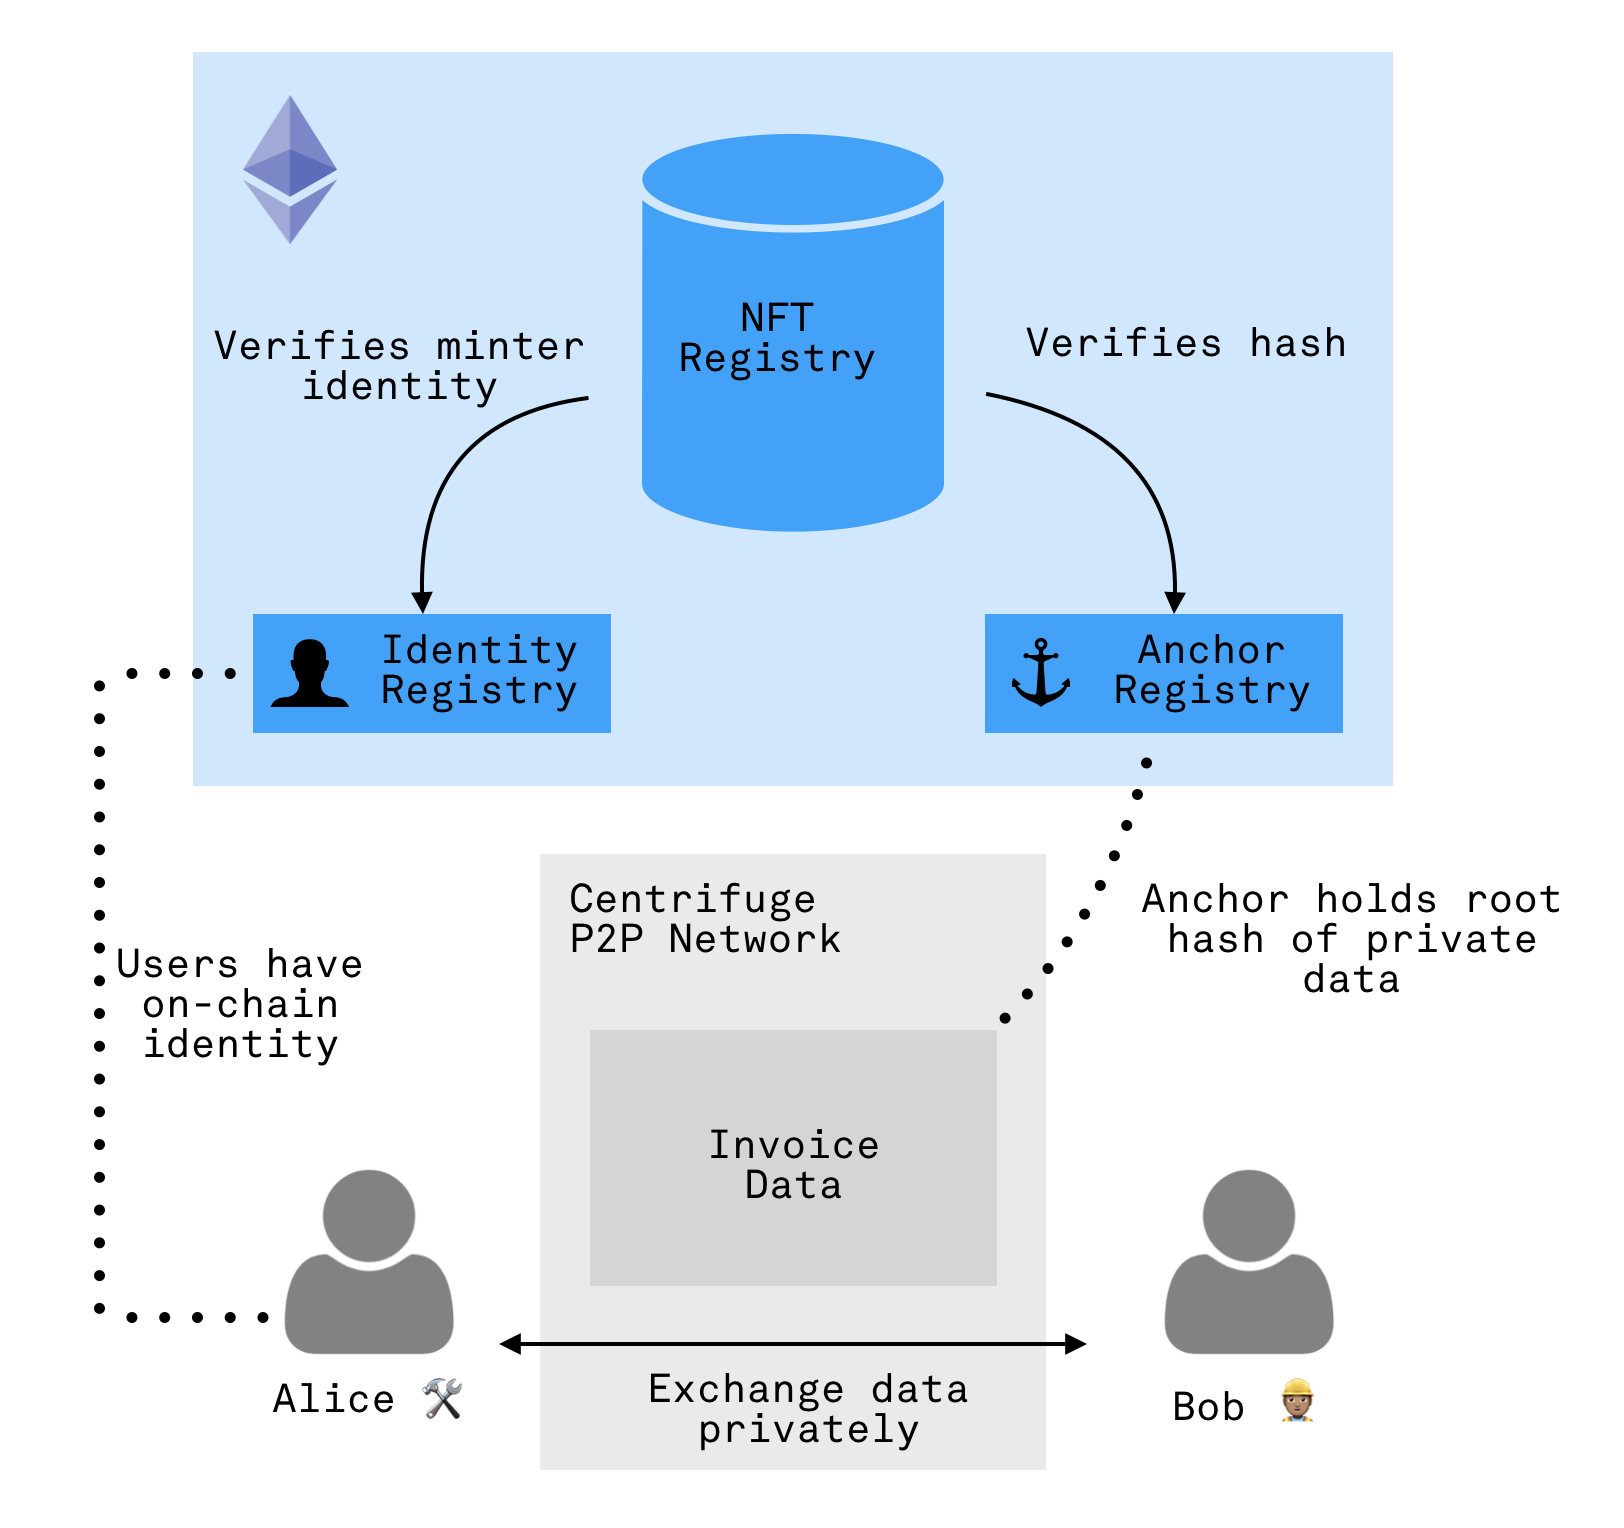 NFT
Registry
Verifies minter
identity
Verifies hash
Identity
Registry
Anchor
Registry
Centrifuge
P2P Network
Anchor holds root
hash of private
data
Users have
on-chain
identity
Invoice
Data
Exchange data
privately
Alice
Bob